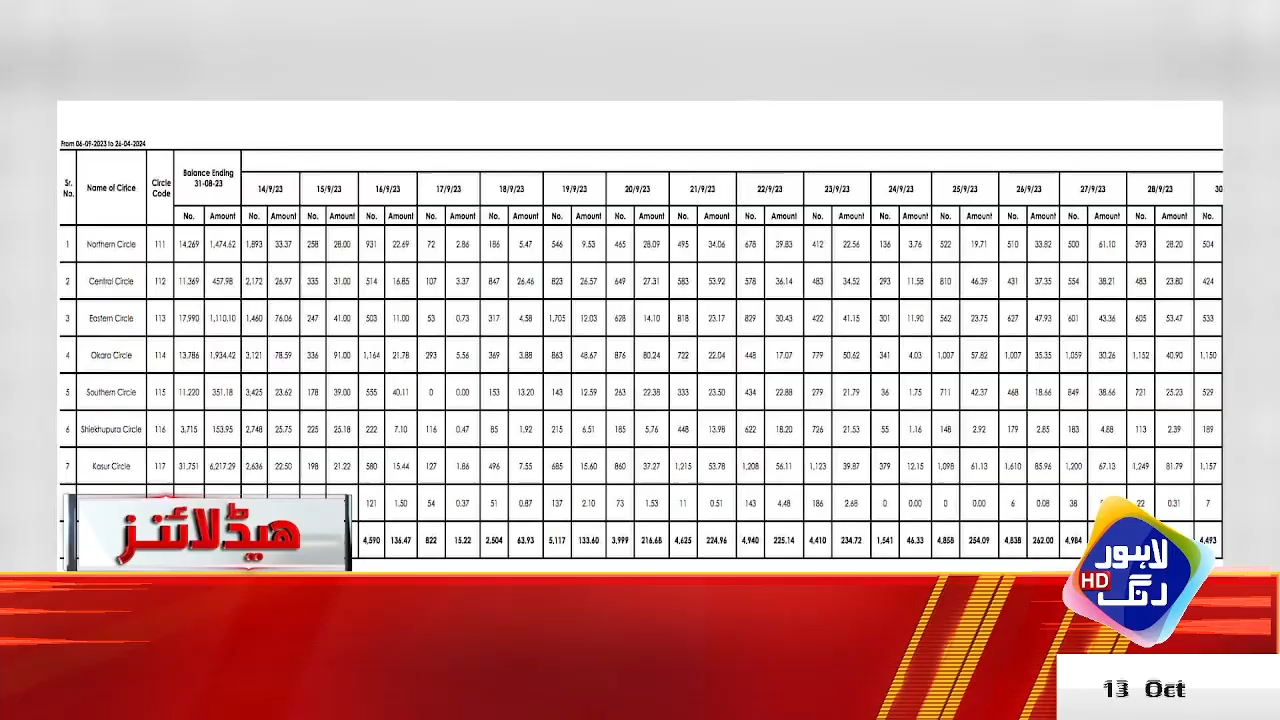 From 06-09-2023 to 26-04-2024
Sr. No. Name of Cirlce Circle Code Balance Ending 31-08-23 14/9/23 15/9/23 16/9/23 17/9/23 18/9/23 19/9/23 20/9/23 21/9/23 22/9/23 23/9/23 24/9/23 25/9/23 26/9/23 27/9/23 28/9/23 30
No. Amount No. Amount No. Amount No. Amount No. Amount No. Amount No. Amount No. Amount No. Amount No. Amount No. Amount No. Amount No. Amount No. Amount No. Amount No. Amount No.
1 Northern Circle 111 14,269 1,474.62 1,893 33.37 258 28.00 931 22.69 72 2.86 186 5.47 546 9.53 465 28.09 495 34.06 678 39.83 412 22.56 136 3.76 522 19.71 510 33.82 500 61.10 393 28.20 504
2 Central Circle 112 11,369 457.98 2,172 26.97 335 31.00 514 16.85 107 3.37 847 26.46 823 26.57 649 27.31 583 53.92 578 36.14 483 34.52 293 11.58 810 46.39 431 37.35 554 38.21 483 23.80 424
3 Eastern Circle 113 17,990 1,110.10 1,460 76.06 247 41.00 503 11.00 53 0.73 317 4.58 1,705 12.03 628 14.10 818 23.17 829 30.43 422 41.15 301 11.90 562 23.75 627 47.93 601 43.36 605 53.47 533
4 Okara Circle 114 13,786 1,934.42 3,121 78.59 336 91.00 1,164 21.78 293 5.56 369 3.88 863 48.67 876 80.24 722 22.04 448 17.07 779 50.62 341 4.03 1,007 57.82 1,007 35.35 1,059 30.26 1,152 40.90 1,150
5 Southern Circle 115 11,220 351.18 3,425 23.62 178 39.00 555 40.11 0 0.00 153 13.20 143 12.59 263 22.38 333 23.50 434 22.88 279 21.79 36 1.75 711 42.37 468 18.66 849 38.66 721 25.23 529
6 Shiekhupura Circle 116 3,715 153.95 2,748 25.75 225 25.18 222 7.10 116 0.47 85 1.92 215 6.51 185 5.76 448 13.98 622 18.20 726 21.53 55 1.16 148 2.92 179 2.85 183 4.88 113 2.39 189
7 Kasur Circle 117 31,751 6,217.29 2,636 22.50 198 21.22 580 15.44 127 1.86 496 7.55 685 15.60 860 37.27 1,215 53.78 1,208 56.11 1,123 39.87 379 12.15 1,098 61.13 1,610 85.96 1,200 67.13 1,249 81.79 1,157
121 1.50 54 0.37 51 0.87 137 2.10 73 1.53 11 0.51 143 4.48 186 2.68 0 0.00 0 0.00 6 0.08 38 22 0.31 7
4,590 136.47 822 15.22 2,504 63.93 5,117 133.60 3,999 216.68 4,625 224.96 4,940 225.14 4,410 234.72 1,541 46.33 4,858 254.09 4,838 262.00 4,984 4,493
ہیڈلائنز
لاہور
HD رنگ
13 Oct